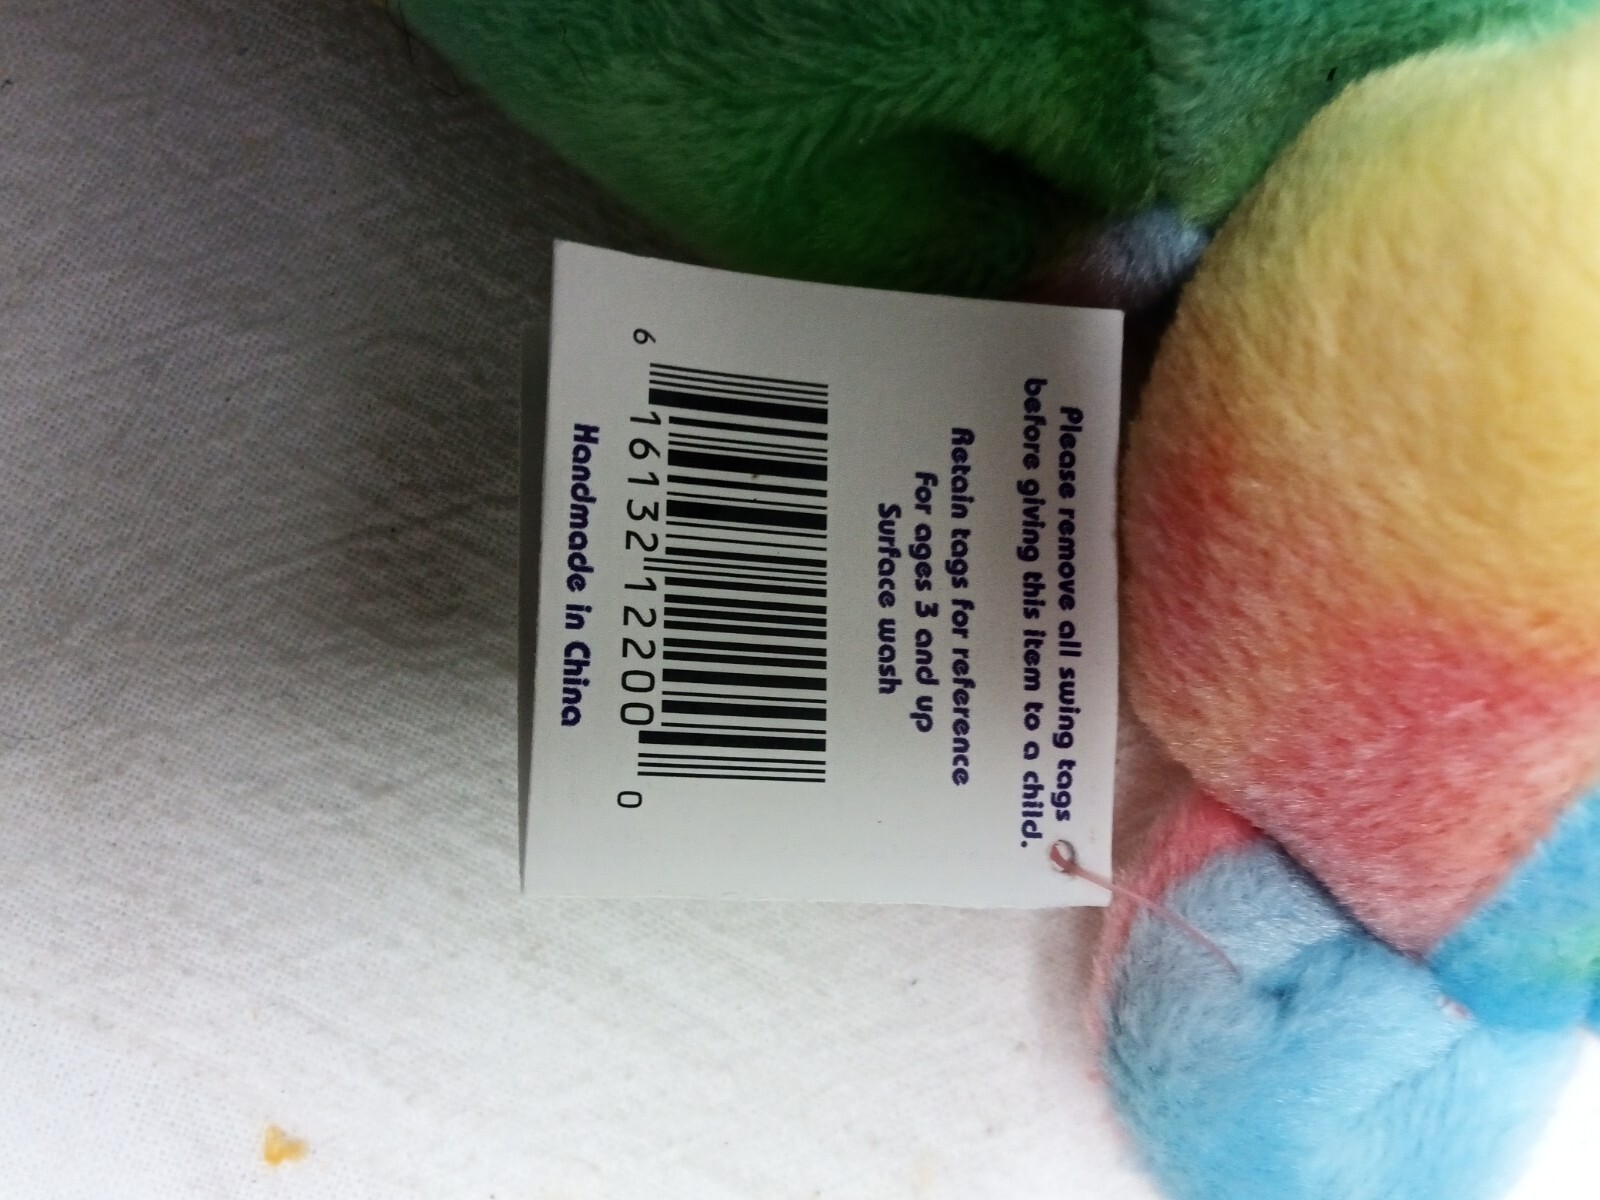 Please remove all swing tags
before giving this item to a child.
Retain tags for reference
For ages 3 and up
Surface wash
6 16132 12200 0
Handmade in China